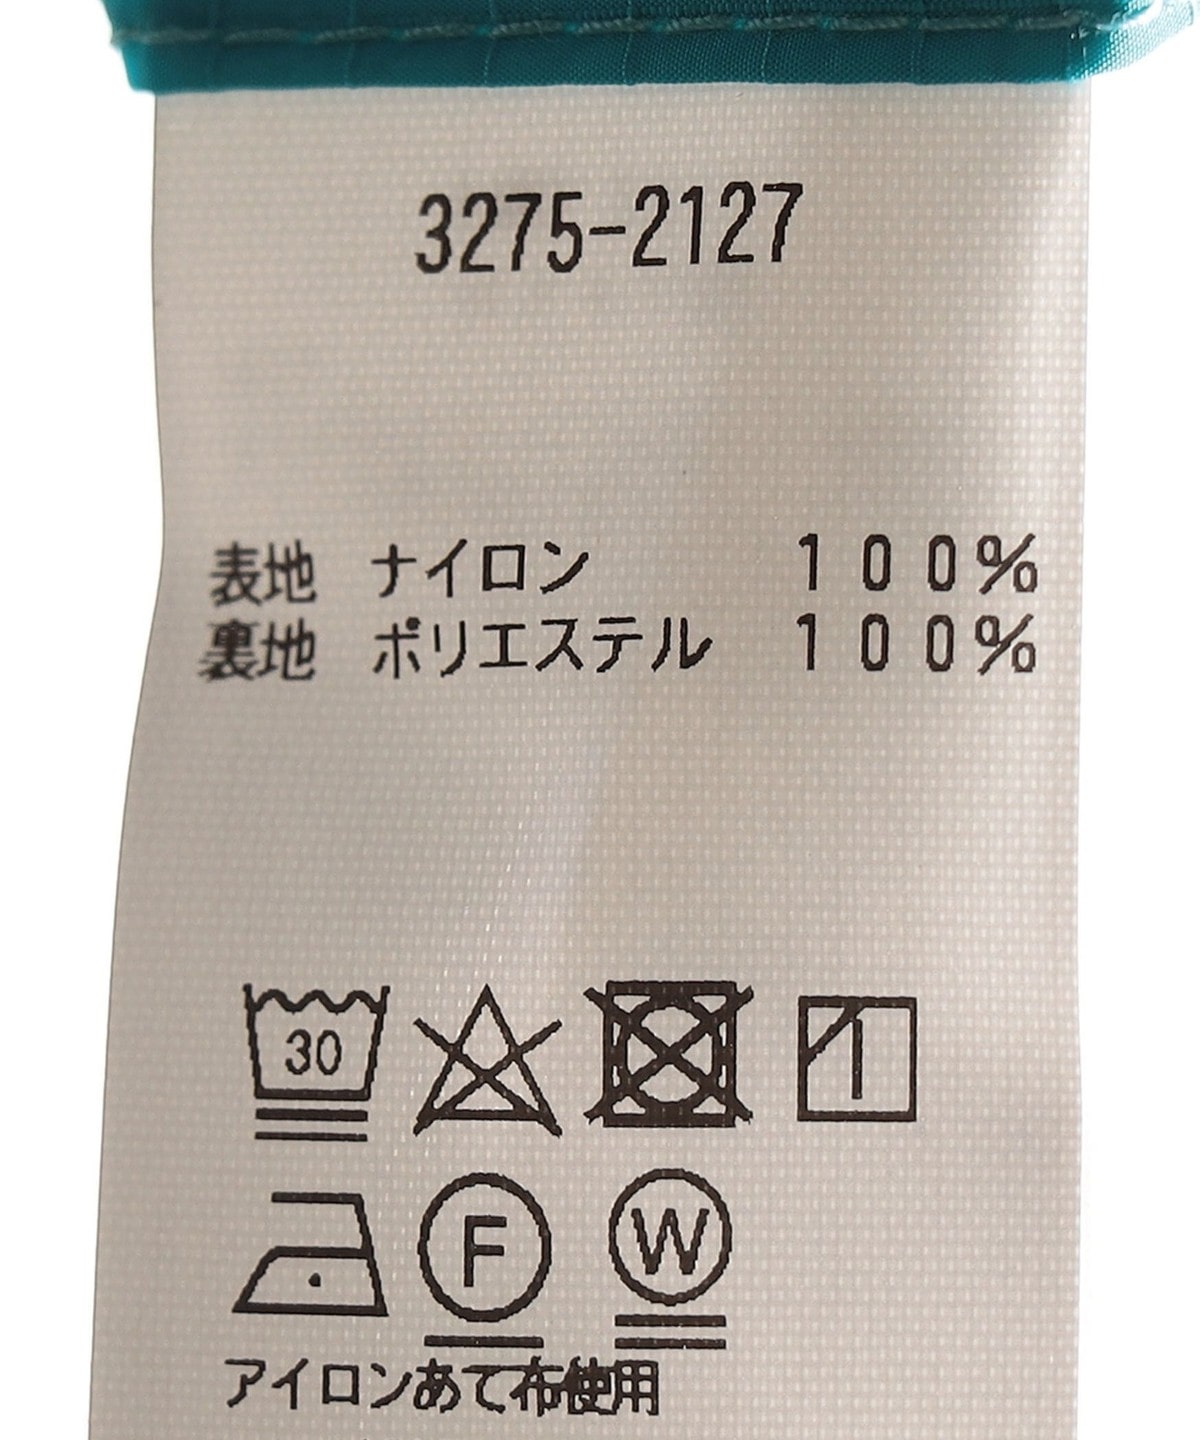 3275-2127
表地 ナイロン 100%
裏地 ポリエステル 100%
30
F W
アイロンあて布使用